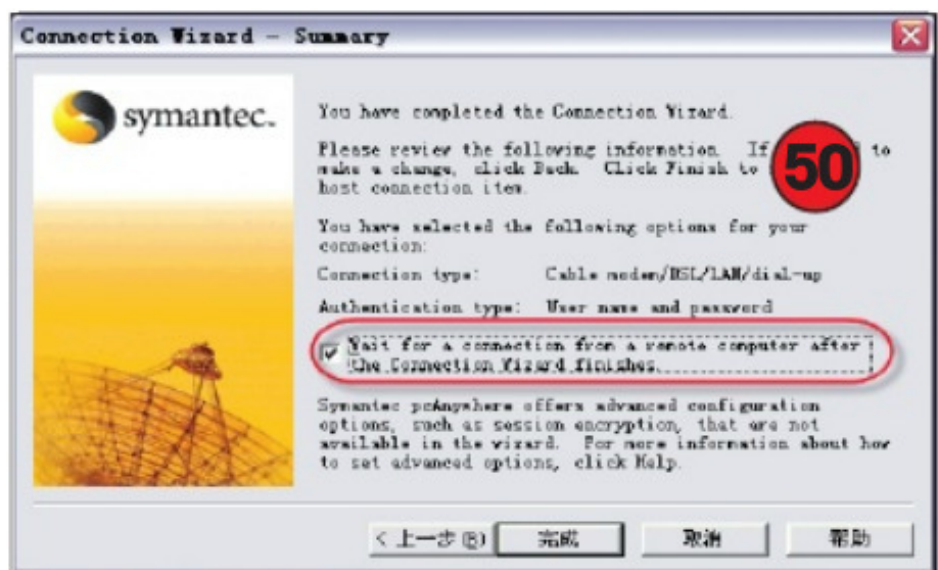 Connection Wizard - Summary
symantec.
You have completed the Connection Wizard.
Please review the following information. If to
make a change, click Back. Click Finish to
host connection item.
You have selected the following options for your
connection:
Connection type: Cable modem/DSL/LAN/dial-up
Authentication type: User name and password
Wait for a connection from a remote computer after
the Connection Wizard finishes.
Symantec pcAnywhere offers advanced configuration
options, such as session encryption, that are not
available in the wizard. For more information about how
to set advanced options, click Help.
50
< 上一步(B) 完成 取消 帮助